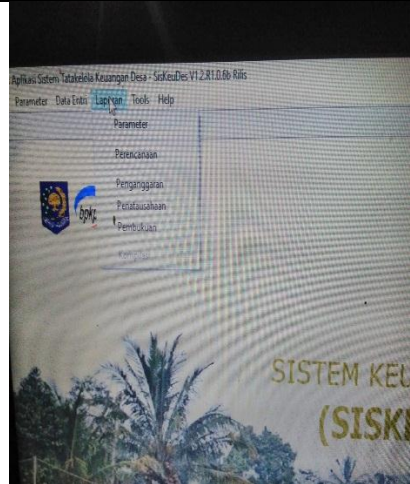 Aplikasi Sistem Tatakelola Keuangan Desa - SisKeuDes V1.2.R1.0.6b Rilis
Parameter Data Entri Laporan Tools Help
Parameter
Perencanaan
Penganggaran
Penatausahaan
Pembukuan
bpkp
SISTEM KEU
(SISK